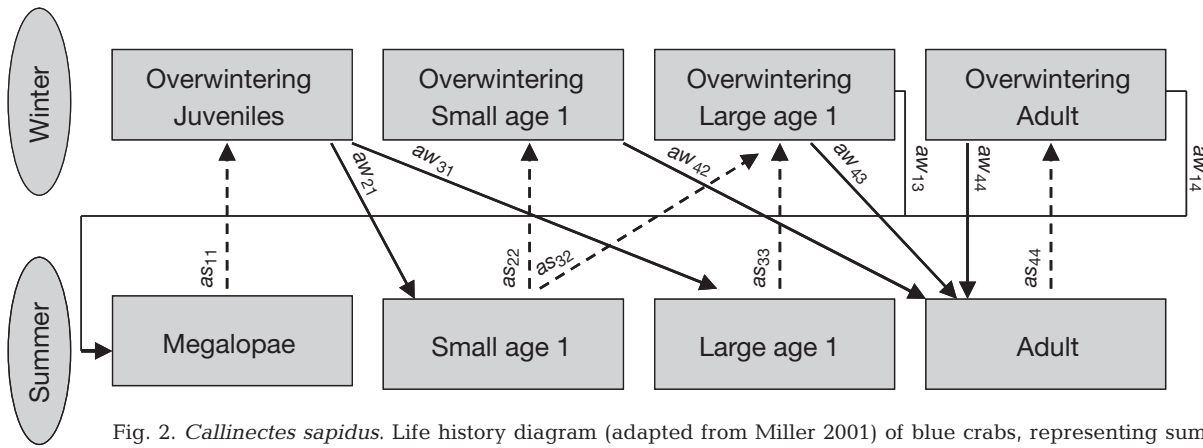 Winter
Overwintering
Juveniles
Overwintering
Small age 1
Overwintering
Large age 1
Overwintering
Adult
aw21
aw31
aw42
aw43
aw13
aw44
aw14
as11
as22
as32
as33
as44
Summer
Megalopae
Small age 1
Large age 1
Adult
Fig. 2. Callinectes sapidus. Life history diagram (adapted from Miller 2001) of blue crabs, representing sum